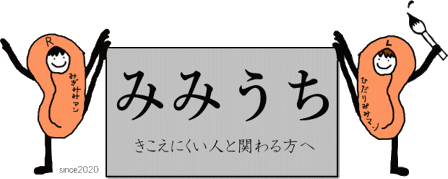 R
みぎみみマン
みみうち
きこえにくい人と関わる方へ
L
ひだりみみマン
since2020